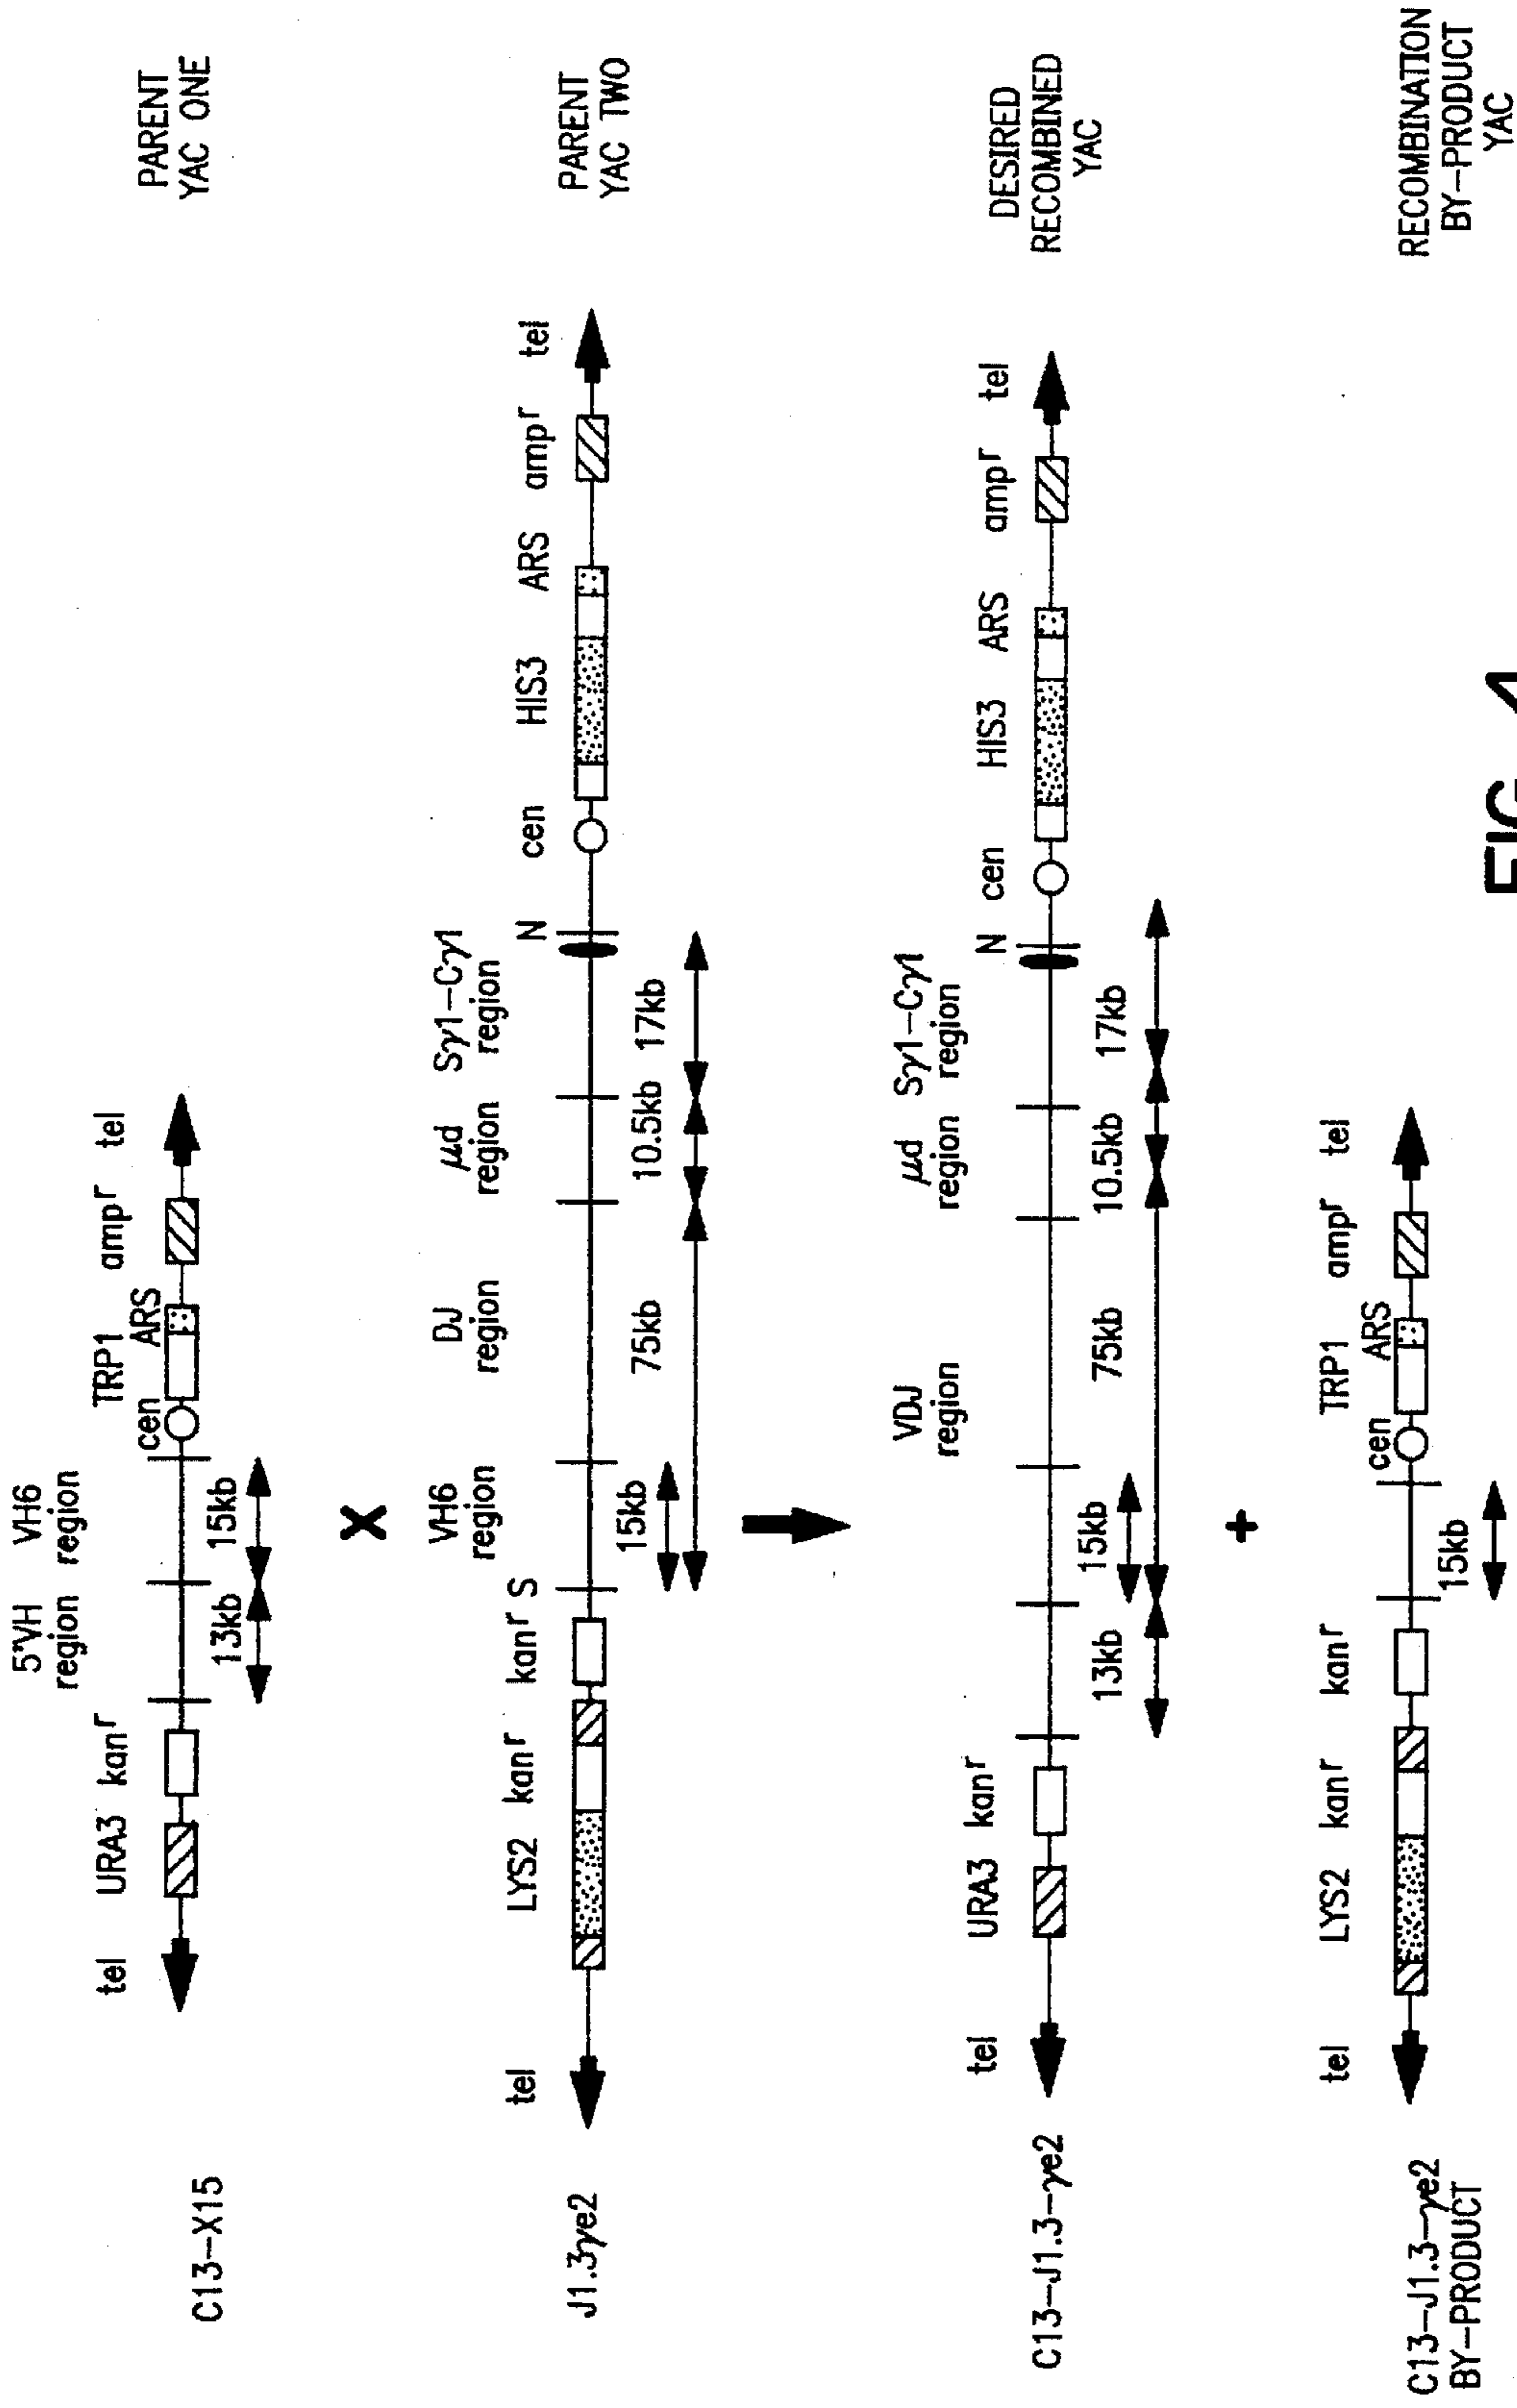 5'VH VH6
region region
tel URA3 kanʳ cen TRP1 ARS ampʳ tel
C13-X15
13kb 15kb
PARENT
YAC ONE
X
VH6 region
DJ region
μd region
Sγ1-Cγ1 region
tel LYS2 kanʳ kanʳ S N cen HIS3 ARS ampʳ tel
J1.3γe2
15kb 75kb 10.5kb 17kb
PARENT
YAC TWO
VDJ region
μd region
Sγ1-Cγ1 region
tel URA3 kanʳ N cen HIS3 ARS ampʳ tel
C13-J1.3-γe2
13kb 15kb 75kb 10.5kb 17kb
DESIRED
RECOMBINED
YAC
+
tel LYS2 kanʳ kanʳ cen TRP1 ARS ampʳ tel
C13-J1.3-γe2
BY-PRODUCT
15kb
RECOMBINATION
BY-PRODUCT
YAC